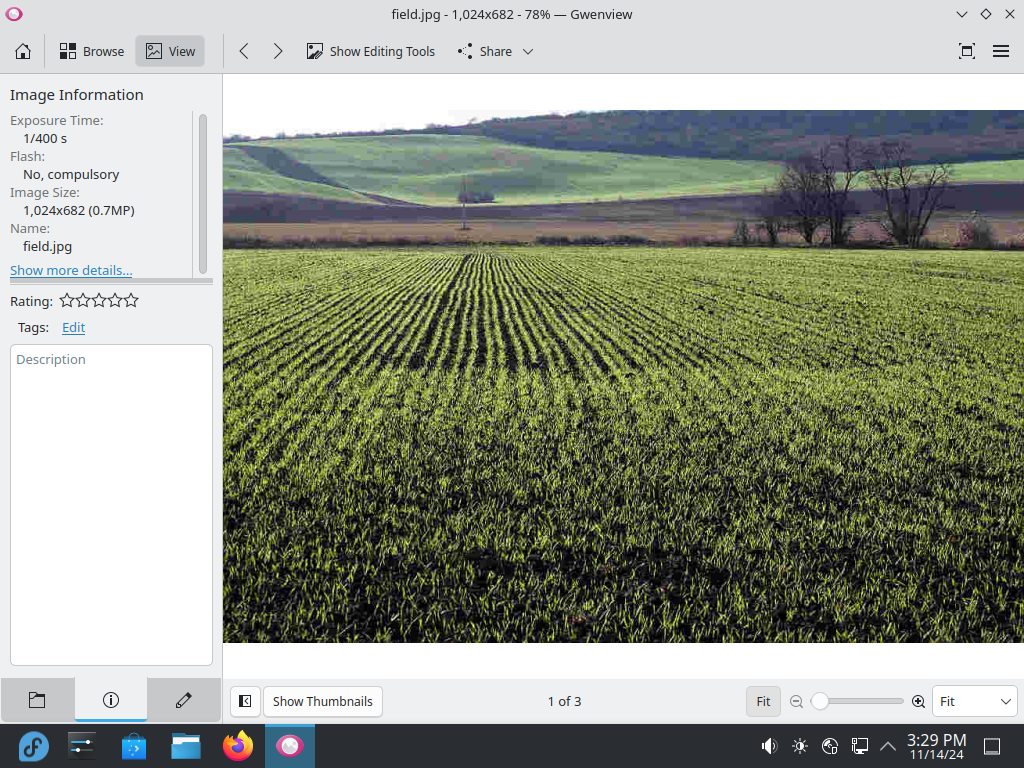 field.jpg - 1,024x682 - 78% — Gwenview
Browse
View
Show Editing Tools
Share
Image Information
Exposure Time:
1/400 s
Flash:
No, compulsory
Image Size:
1,024x682 (0.7MP)
Name:
field.jpg
Show more details...
Rating:
Tags: Edit
Description
Show Thumbnails
1 of 3
Fit
Fit
3:29 PM
11/14/24